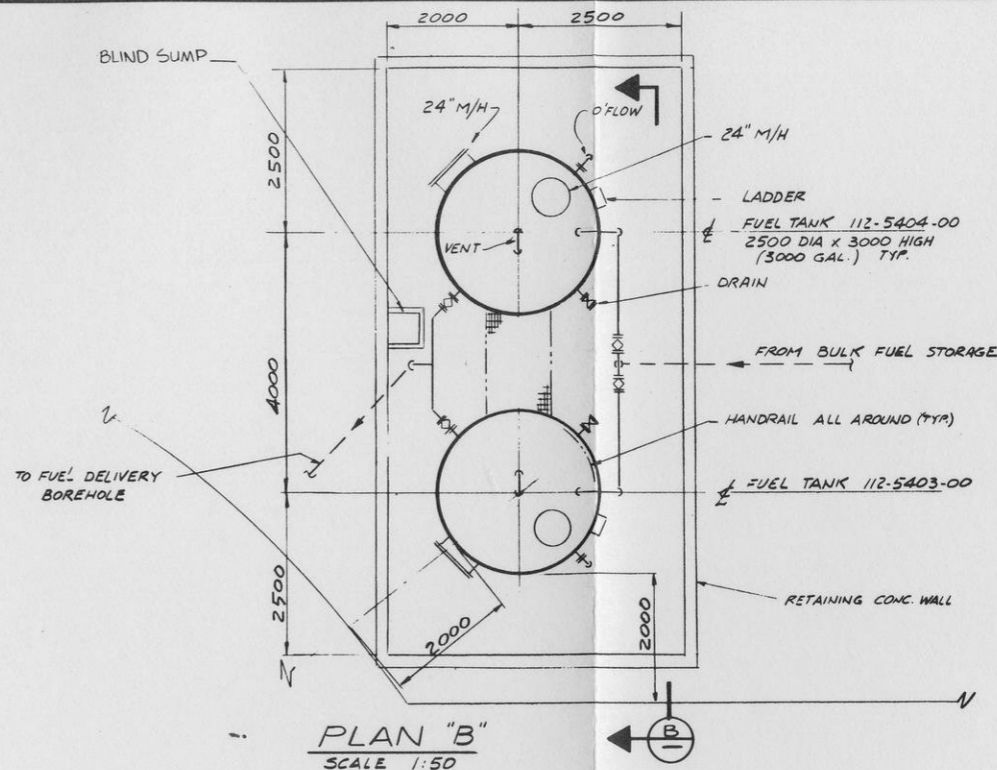 2000
2500
BLIND SUMP
24" M/H
O'FLOW
24" M/H
2500
LADDER
FUEL TANK 112-5404-00
2500 DIA x 3000 HIGH
(3000 GAL.) TYP.
VENT
DRAIN
FROM BULK FUEL STORAGE
4000
HANDRAIL ALL AROUND (TYP.)
TO FUEL DELIVERY
BOREHOLE
FUEL TANK 112-5403-00
2500
2000
2000
RETAINING CONC. WALL
PLAN "B"
SCALE 1:50
B